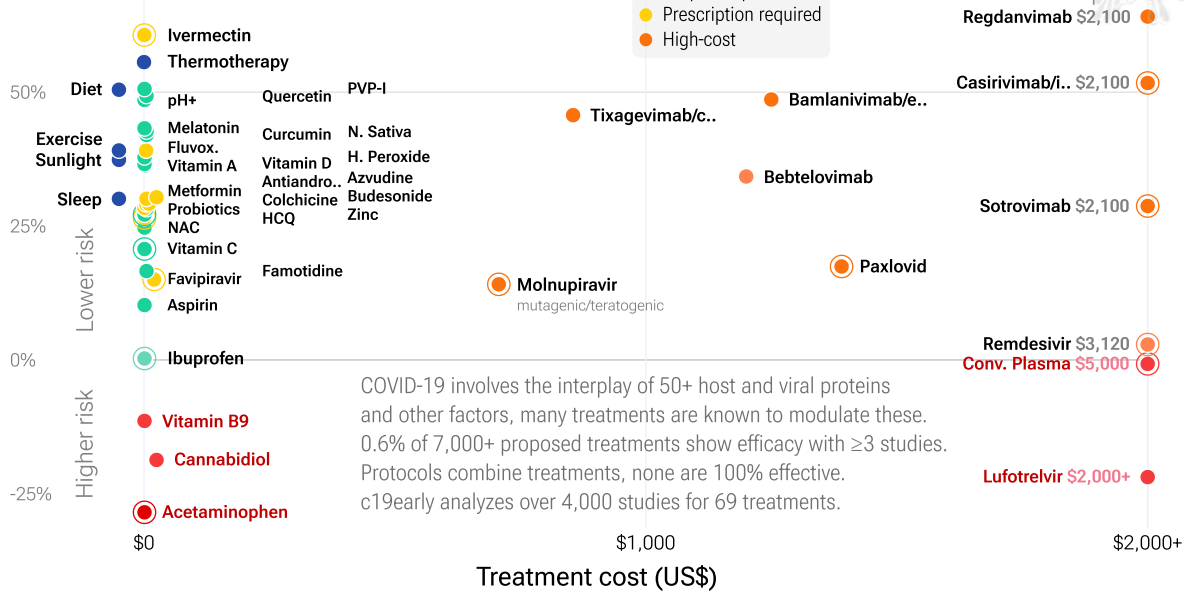 Prescription required
High-cost
Regdanvimab $2,100
Ivermectin
Thermotherapy
Casirivimab/i.. $2,100
50%
Diet
pH+
Quercetin
PVP-I
Bamlanivimab/e..
Tixagevimab/c..
Melatonin
Curcumin
N. Sativa
Exercise
Fluvox.
Sunlight
Vitamin A
Vitamin D
H. Peroxide
Bebtelovimab
Antiandro..
Azvudine
Sleep
Metformin
Colchicine
Budesonide
Probiotics
HCQ
Zinc
Sotrovimab $2,100
25%
NAC
Vitamin C
Lower risk
Favipiravir
Famotidine
Paxlovid
Molnupiravir
mutagenic/teratogenic
Aspirin
Remdesivir $3,120
0%
Ibuprofen
Conv. Plasma $5,000
COVID-19 involves the interplay of 50+ host and viral proteins
and other factors, many treatments are known to modulate these.
0.6% of 7,000+ proposed treatments show efficacy with ≥3 studies.
Protocols combine treatments, none are 100% effective.
c19early analyzes over 4,000 studies for 69 treatments.
Higher risk
Vitamin B9
Cannabidiol
Lufotrelvir $2,000+
-25%
Acetaminophen
$0
$1,000
$2,000+
Treatment cost (US$)